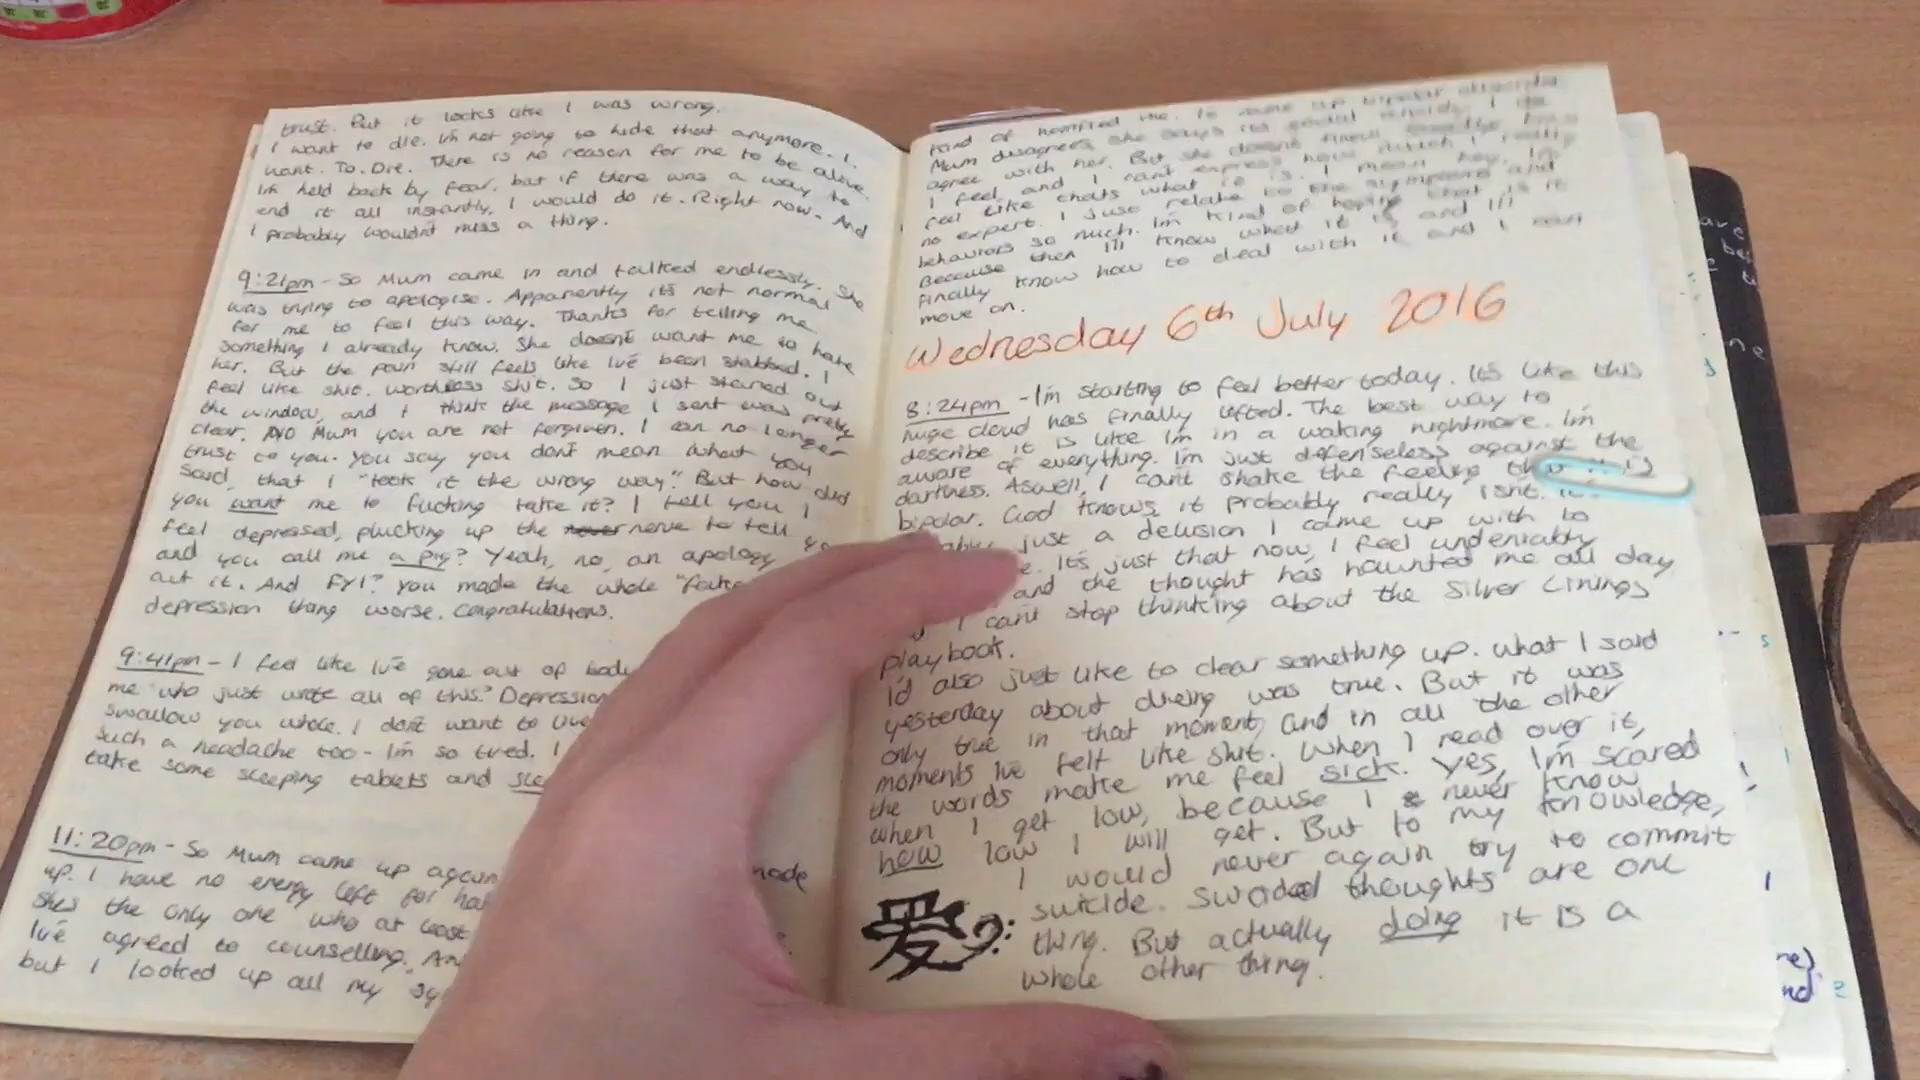 trust. But it looks like I was wrong.
I want to die. I'm not going to hide that anymore. I.
want. To. Die. There is no reason for me to be alive.
I'm held back by fear, but if there was a way to
end it all instantly, I would do it. Right now. And
I probably wouldn't miss a thing.
9:21pm - So Mum came in and talked endlessly. She
was trying to apologise. Apparently it's not normal
for me to feel this way. Thanks for telling me
something I already know. She doesn't want me to hate
her. But the pain still feels like I've been stabbed. I
feel like shit. Worthless shit. So I just stared out
the window, and I think the message I sent was pretty
clear. NO Mum you are not forgiven. I can no longer
trust to you. You say you don't mean what you
said, that I "took it the wrong way." But how did
you want me to fucking take it? I tell you I
feel depressed, plucking up the never nerve to tell
and you call me a pig? Yeah, no, an apology
cut it. And FYI? You made the whole "fake
depression thing worse. Congratulations.
9:41pm - I feel like I've gone out of body
me who just wrote all of this? Depression
swallow you whole. I don't want to live
such a headache too - I'm so tired. I
take some sleeping tablets and
11:20pm - So Mum came up again
up. I have no energy left for
she's the only one who at least
I've agreed to counselling. And
but I looked up all my
node
kind of horrified me. It came up bipolar disorder
Mum disagrees, she says it's
agree with her. But she doesn't
I feel, and I can't express how much I really
feel like that's what it is. I mean hey, I'm
no expert. I just relate to the symptoms and
behaviors so much. I'm kind of hoping that is it
because then I'll know what it is and I'll
finally know how to deal with it and I can
move on.
Wednesday 6th July 2016
8:24pm - I'm starting to feel better today. It's like this
huge cloud has finally lifted. The best way to
describe it is like I'm in a waking nightmare. I'm
aware of everything. I'm just defenseless against the
darkness. Aswell, I can't shake the feeling
bipolar. God knows, it probably really isn't.
just a delusion I came up with to
It's just that now, I feel undeniably
and the thought has haunted me all day
I can't stop thinking about the Silver Linings
playbook.
I'd also just like to clear something up. What I said
yesterday about dieing was true. But it was
only true in that moment, and in all the other
moments I've felt like shit. When I read over it,
the words make me feel sick. Yes, I'm scared
when I get low, because I never know
how low I will get. But to my knowledge,
I would never again try to commit
suicide. Suicidal thoughts are one
thing. But actually doing it is a
whole other thing.
爱